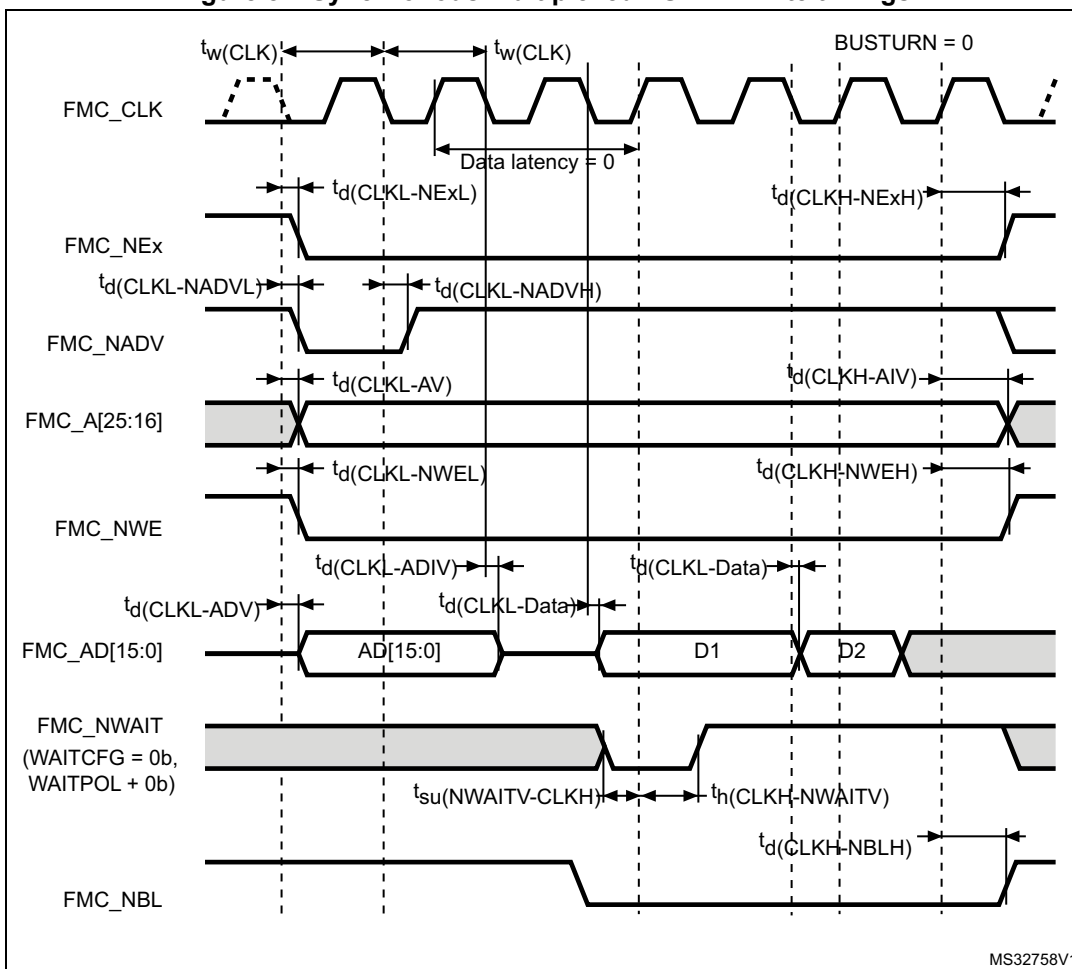 BUSTURN = 0
tw(CLK)
tw(CLK)
FMC_CLK
Data latency = 0
td(CLKL-NExL)
td(CLKH-NExH)
FMC_NEx
td(CLKL-NADVL)
td(CLKL-NADVH)
FMC_NADV
td(CLKL-AV)
td(CLKH-AIV)
FMC_A[25:16]
td(CLKL-NWEL)
td(CLKH-NWEH)
FMC_NWE
td(CLKL-ADIV)
td(CLKL-Data)
td(CLKL-ADV)
td(CLKL-Data)
FMC_AD[15:0]
AD[15:0]
D1
D2
FMC_NWAIT
(WAITCFG = 0b,
WAITPOL + 0b)
tsu(NWAITV-CLKH)
th(CLKH-NWAITV)
td(CLKH-NBLH)
FMC_NBL
MS32758V1